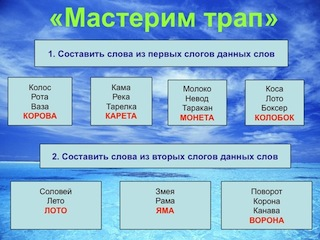 «Мастерим трап»
1. Составить слова из первых слогов данных слов
Колос
Рота
Ваза
КОРОВА
Кама
Река
Тарелка
КАРЕТА
Молоко
Невод
Таракан
МОНЕТА
Коса
Лото
Боксер
КОЛОБОК
2. Составить слова из вторых слогов данных слов
Соловей
Лето
ЛОТО
Змея
Рама
ЯМА
Поворот
Корона
Канава
ВОРОНА